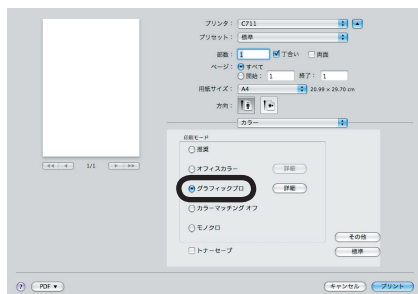 プリンタ： C711
プリセット： 標準
部数： 1 丁合い 両面
ページ： すべて
開始： 1 終了： 1
用紙サイズ： A4 20.99 x 29.70 cm
方向：
カラー
印刷モード
推奨
オフィスカラー 詳細
グラフィックプロ 詳細
カラーマッチング オフ
モノクロ
トナーセーブ
その他
標準
1/1
? PDF▼ キャンセル プリント